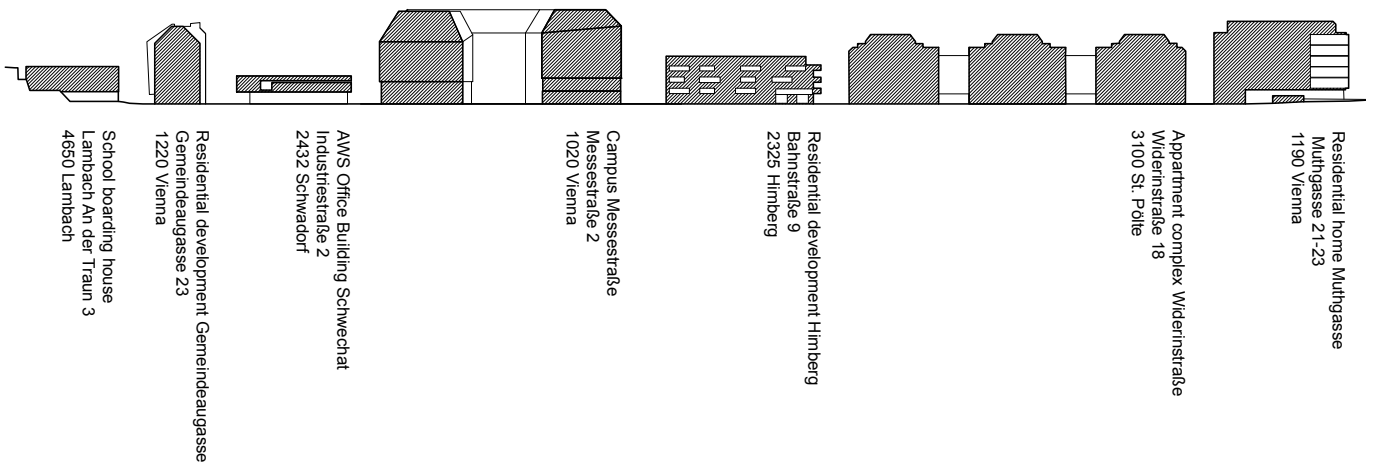 School boarding house
Lambach An der Traun 3
4650 Lambach
Residential development Gemeindeaugasse
Gemeindeaugasse 23
1220 Vienna
AWS Office Building Schwechat
Industriestraße 2
2432 Schwadorf
Campus Messestraße
Messestraße 2
1020 Vienna
Residential development Himberg
Bahnstraße 9
2325 Himberg
Appartment complex Widerinstraße
Widerinstraße 18
3100 St. Pölte
Residential home Muthgasse
Muthgasse 21-23
1190 Vienna